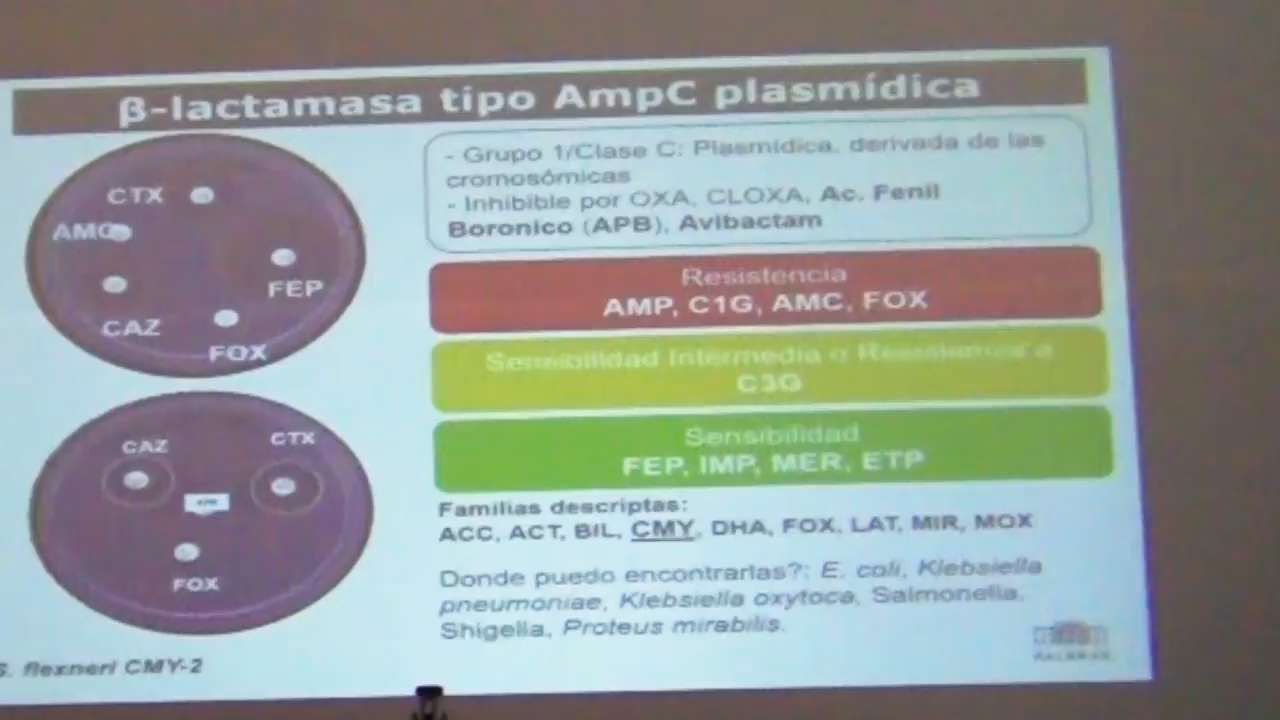 β-lactamasa tipo AmpC plasmídica
CTX
AMC
FEP
CAZ
FOX
CAZ
CTX
FOX
S. flexneri CMY-2
- Grupo 1/Clase C: Plasmídica, derivada de las
cromosómicas
- Inhibible por OXA, CLOXA, Ac. Fenil
Boronico (APB), Avibactam
Resistencia
AMP, C1G, AMC, FOX
Sensibilidad Intermedia o Resistencia a
C3G
Sensibilidad
FEP, IMP, MER, ETP
Familias descriptas:
ACC, ACT, BIL, CMY, DHA, FOX, LAT, MIR, MOX
Donde puedo encontrarlas?: E. coli, Klebsiella
pneumoniae, Klebsiella oxytoca, Salmonella,
Shigella, Proteus mirabilis.